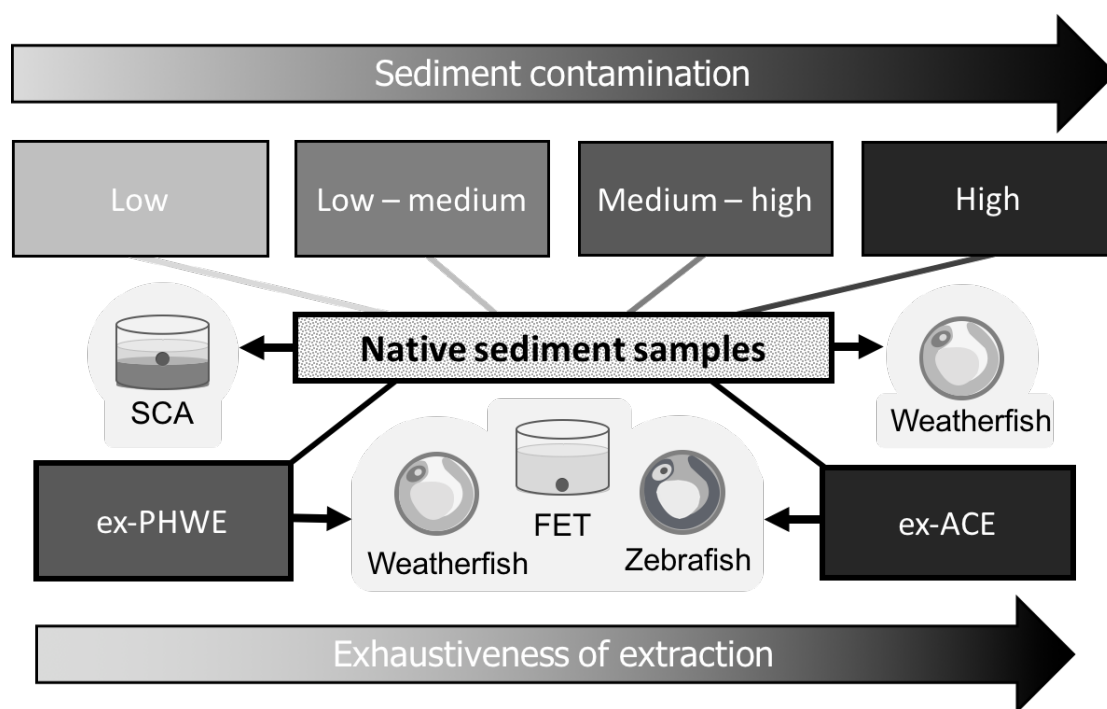 Sediment contamination
Low
Low – medium
Medium – high
High
Native sediment samples
SCA
Weatherfish
ex-PHWE
FET
ex-ACE
Weatherfish
Zebrafish
Exhaustiveness of extraction